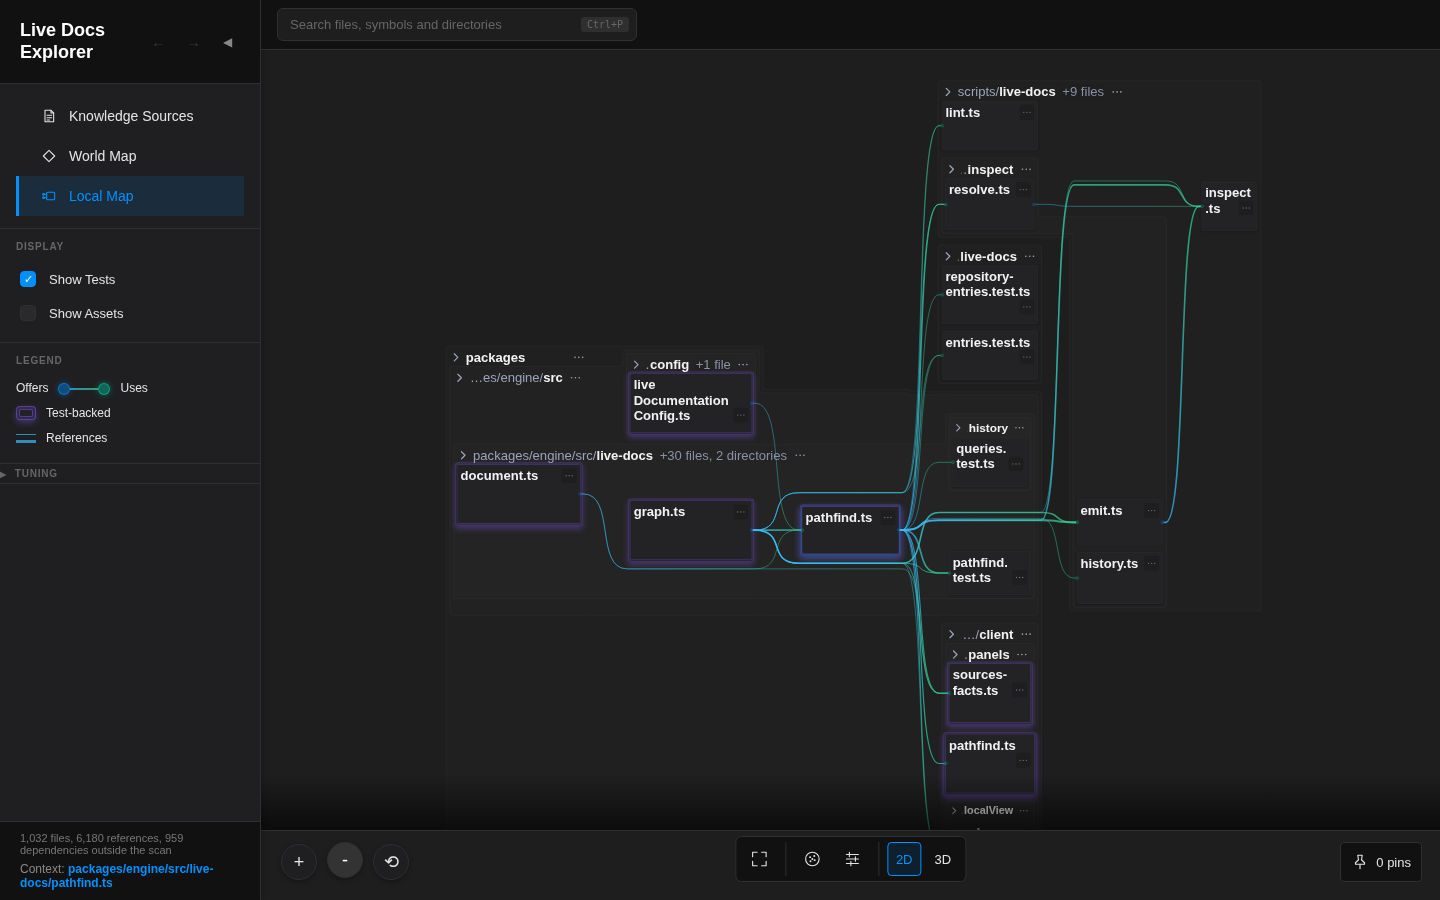 Live Docs
Explorer
← → ◀
Knowledge Sources
World Map
Local Map
DISPLAY
✓ Show Tests
Show Assets
LEGEND
Offers Uses
Test-backed
References
▶ TUNING
1,032 files, 6,180 references, 959
dependencies outside the scan
Context: packages/engine/src/live-
docs/pathfind.ts
Search files, symbols and directories Ctrl+P
scripts/live-docs +9 files ···
lint.ts ···
..inspect ···
resolve.ts ···
inspect
.ts ···
.live-docs ···
repository-
entries.test.ts
···
entries.test.ts
···
packages ···
…es/engine/src ···
.config +1 file ···
live
Documentation
Config.ts ···
packages/engine/src/live-docs +30 files, 2 directories ···
document.ts ···
graph.ts ···
pathfind.ts ···
history ···
queries.
test.ts ···
emit.ts ···
history.ts ···
pathfind.
test.ts ···
…/client ···
.panels ···
sources-
facts.ts ···
pathfind.ts
···
localView ···
+ - ⟲
2D 3D
0 pins